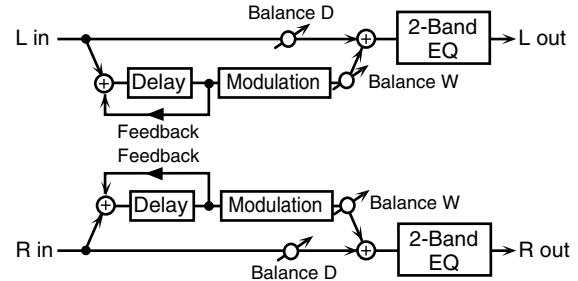 Balance D
L in
2-Band
EQ
L out
Delay
Modulation
Balance W
Feedback
Feedback
Delay
Modulation
Balance W
R in
2-Band
EQ
R out
Balance D